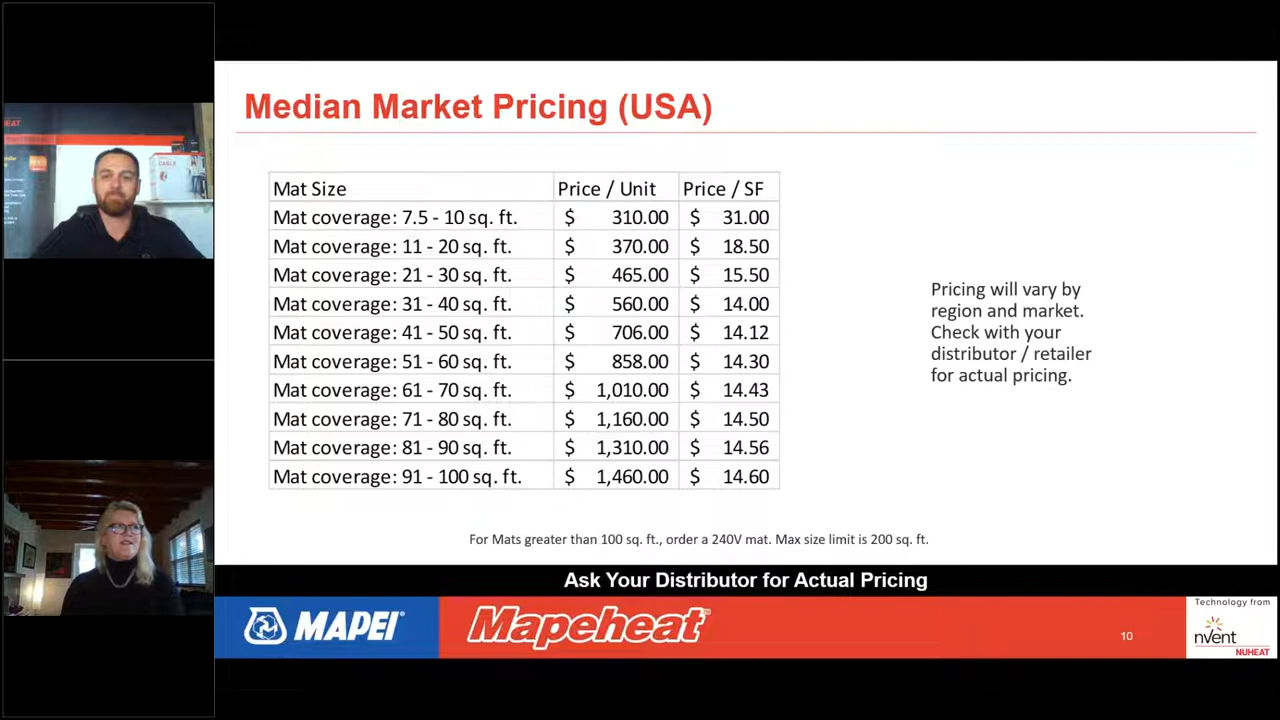 Median Market Pricing (USA)
Mat Size Price / Unit Price / SF
Mat coverage: 7.5 - 10 sq. ft. $ 310.00 $ 31.00
Mat coverage: 11 - 20 sq. ft. $ 370.00 $ 18.50
Mat coverage: 21 - 30 sq. ft. $ 465.00 $ 15.50
Mat coverage: 31 - 40 sq. ft. $ 560.00 $ 14.00
Mat coverage: 41 - 50 sq. ft. $ 706.00 $ 14.12
Mat coverage: 51 - 60 sq. ft. $ 858.00 $ 14.30
Mat coverage: 61 - 70 sq. ft. $ 1,010.00 $ 14.43
Mat coverage: 71 - 80 sq. ft. $ 1,160.00 $ 14.50
Mat coverage: 81 - 90 sq. ft. $ 1,310.00 $ 14.56
Mat coverage: 91 - 100 sq. ft. $ 1,460.00 $ 14.60
Pricing will vary by
region and market.
Check with your
distributor / retailer
for actual pricing.
For Mats greater than 100 sq. ft., order a 240V mat. Max size limit is 200 sq. ft.
Ask Your Distributor for Actual Pricing
MAPEI
Mapeheat™
10
Technology from
nVent
NUHEAT